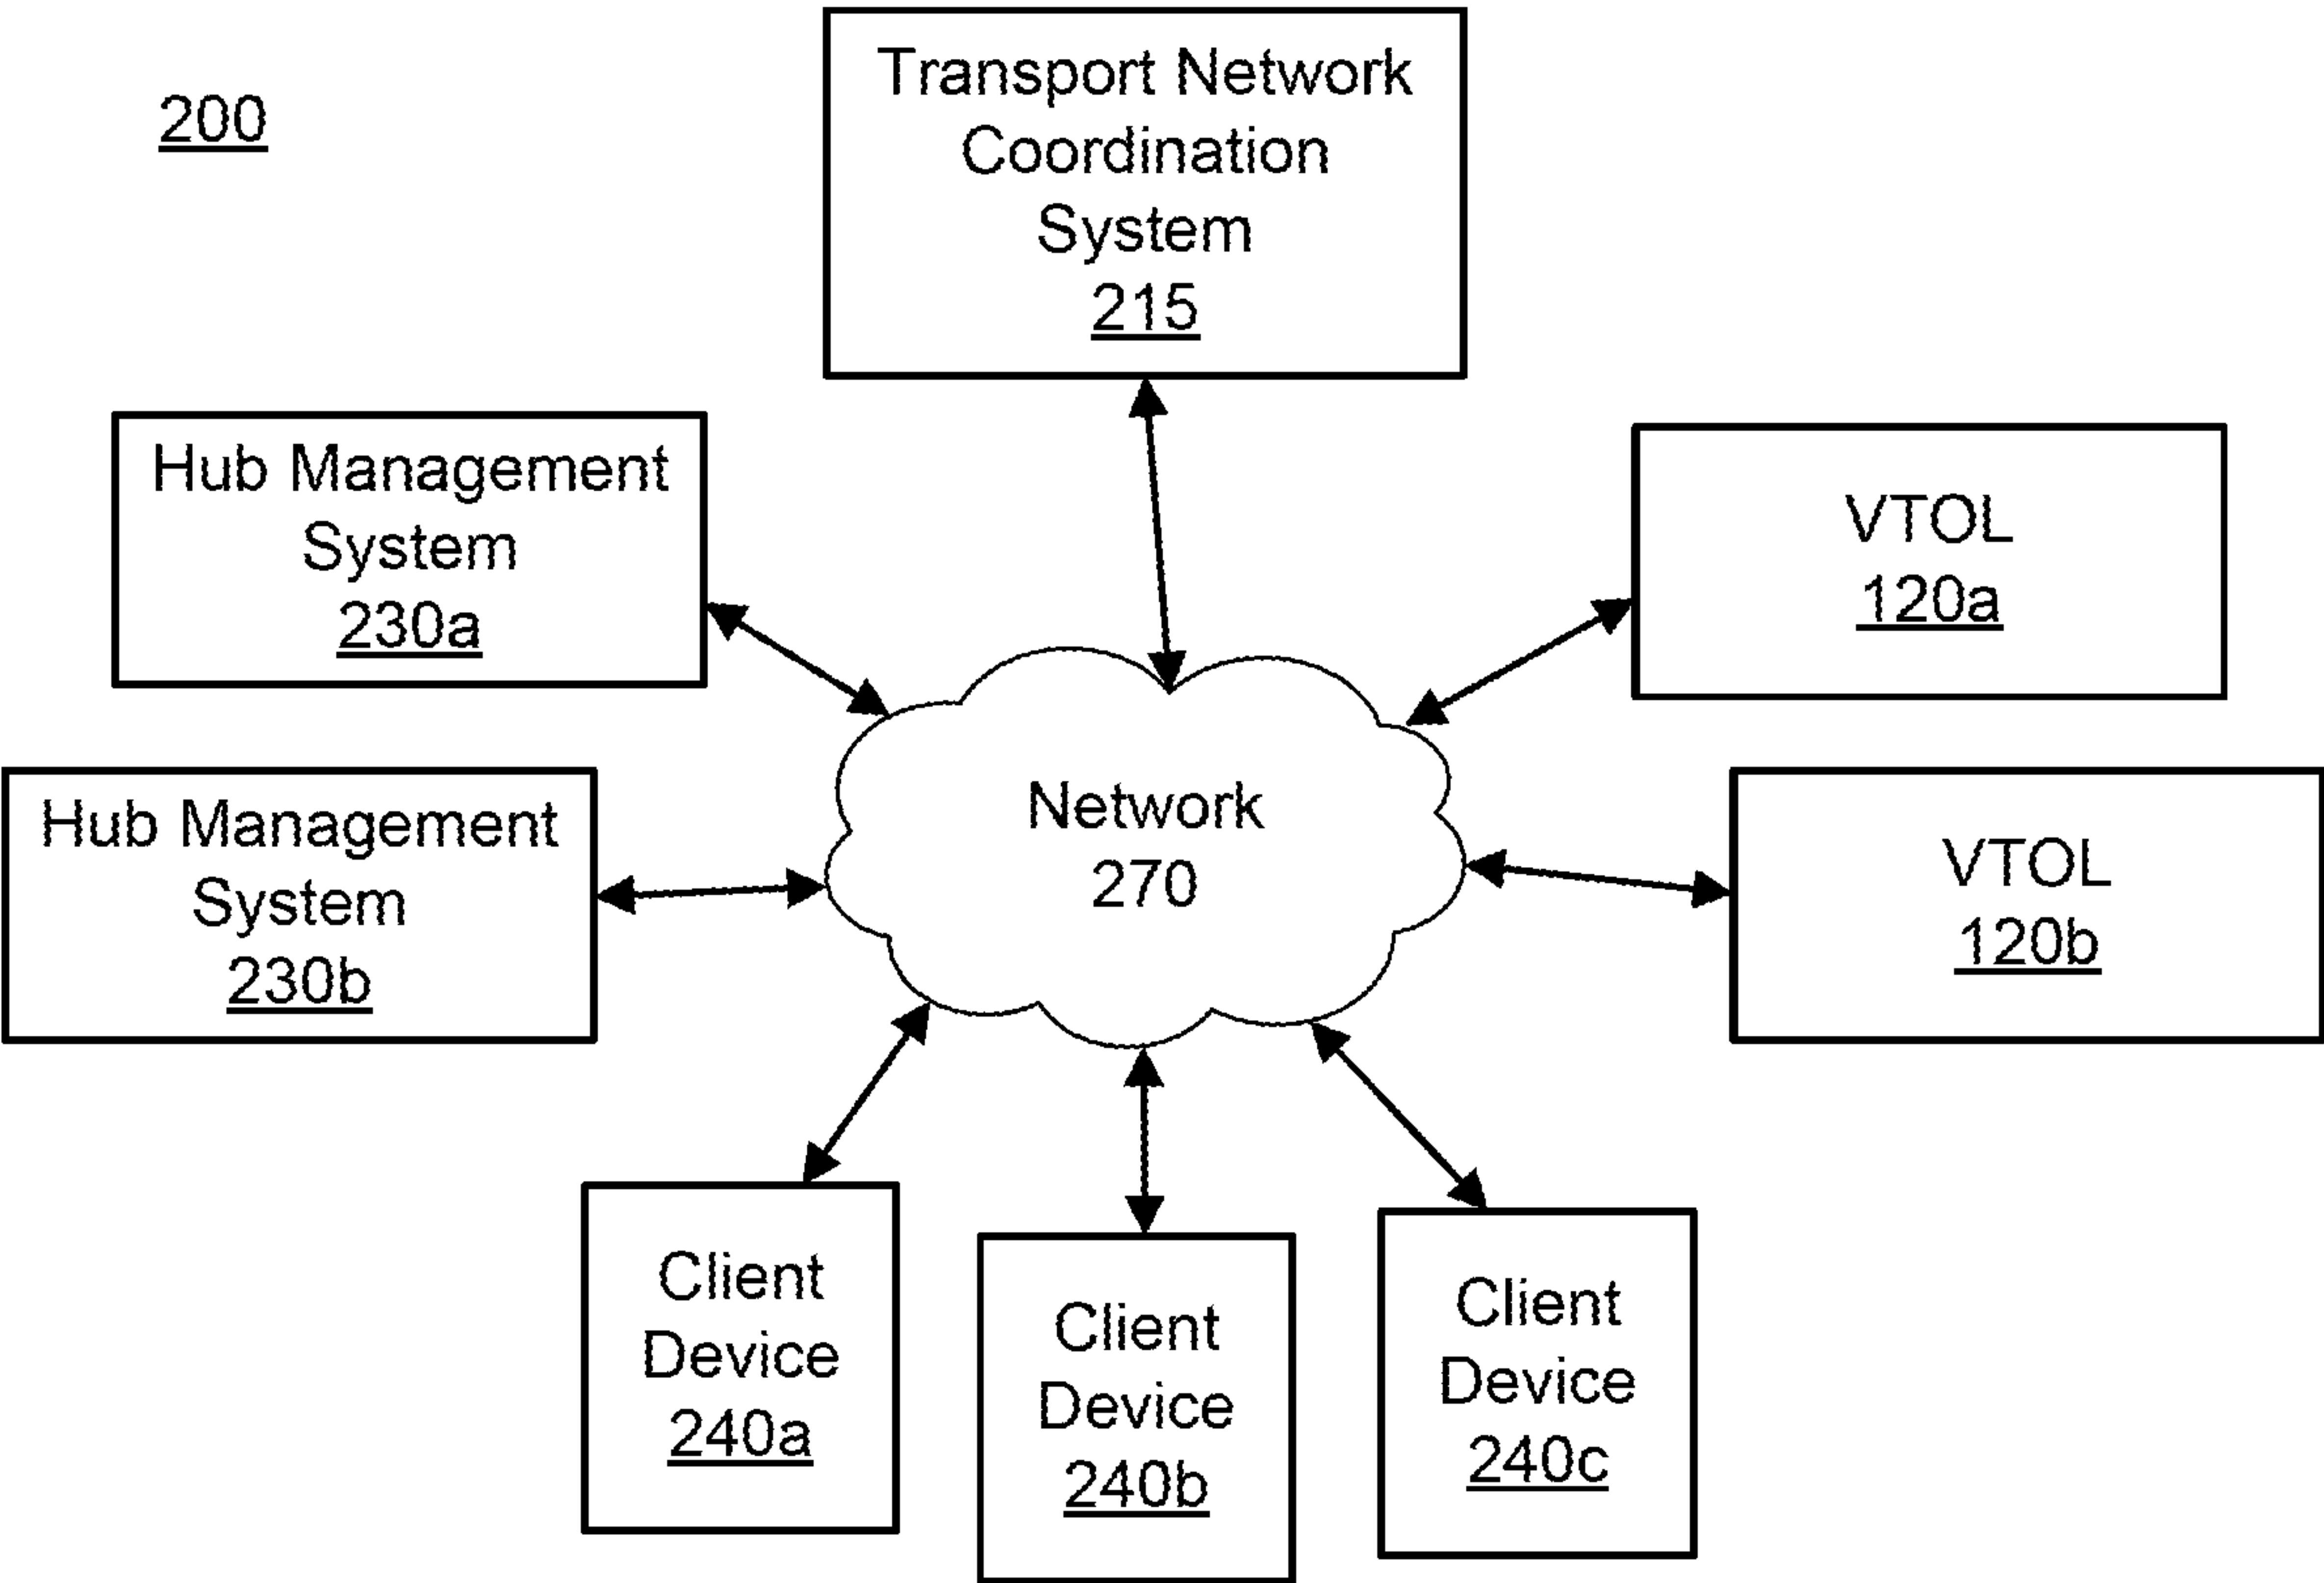 200
Transport Network
Coordination
System
215
Hub Management
System
230a
VTOL
120a
Hub Management
System
230b
Network
270
VTOL
120b
Client
Device
240a
Client
Device
240b
Client
Device
240c